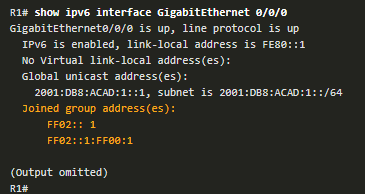 R1# show ipv6 interface GigabitEthernet 0/0/0
GigabitEthernet0/0/0 is up, line protocol is up
IPv6 is enabled, link-local address is FE80::1
No Virtual link-local address(es):
Global unicast address(es):
2001:DB8:ACAD:1::1, subnet is 2001:DB8:ACAD:1::/64
Joined group address(es):
FF02:: 1
FF02::1:FF00:1
(Output omitted)
R1#